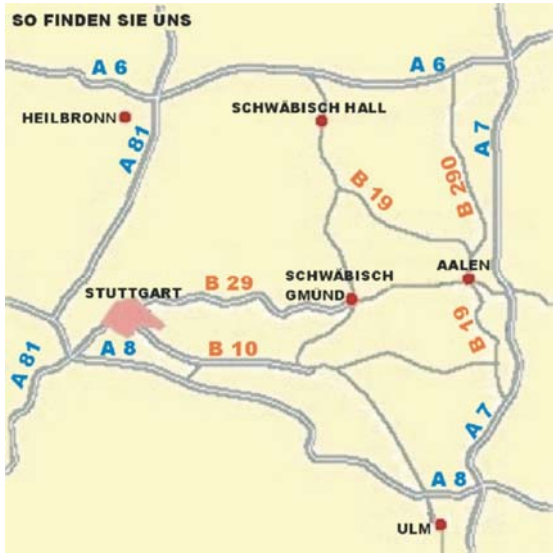 SO FINDEN SIE UNS
A 6
A 6
HEILBRONN
SCHWÄBISCH HALL
A 81
A 7
B 19
B 290
B 29
SCHWÄBISCH
GMÜND
AALEN
STUTTGART
B 19
A 81
A 8
B 10
A 7
A 8
ULM